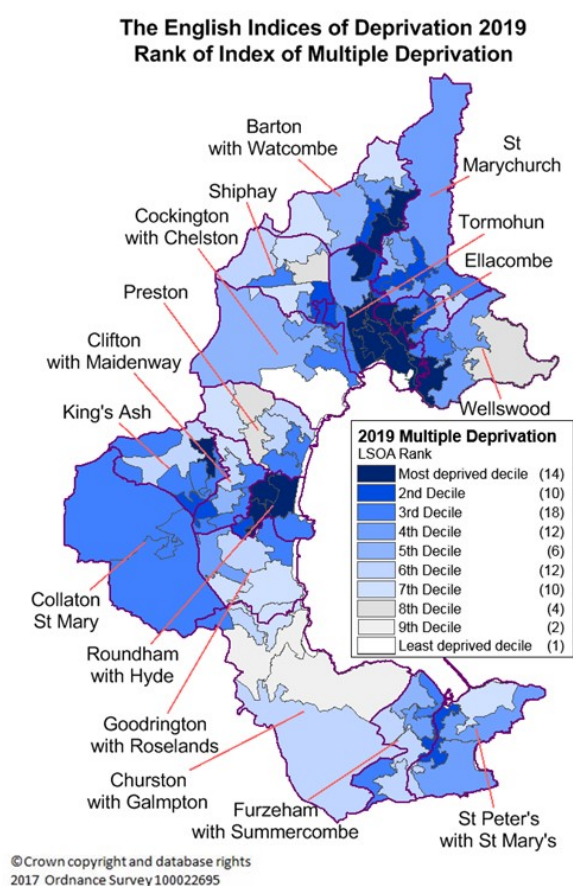 The English Indices of Deprivation 2019
Rank of Index of Multiple Deprivation
Barton
with Watcombe
St
Marychurch
Shiphay
Tormohun
Cockington
with Chelston
Ellacombe
Preston
Clifton
with Maidenway
King's Ash
Wellswood
2019 Multiple Deprivation
LSOA Rank
Most deprived decile (14)
2nd Decile (10)
3rd Decile (18)
4th Decile (12)
5th Decile (6)
6th Decile (12)
7th Decile (10)
8th Decile (4)
9th Decile (2)
Least deprived decile (1)
Collaton
St Mary
Roundham
with Hyde
Goodrington
with Roselands
Churston
with Galmpton
Furzeham
with Summercombe
St Peter's
with St Mary's
©Crown copyright and database rights
2017 Ordnance Survey 100022695